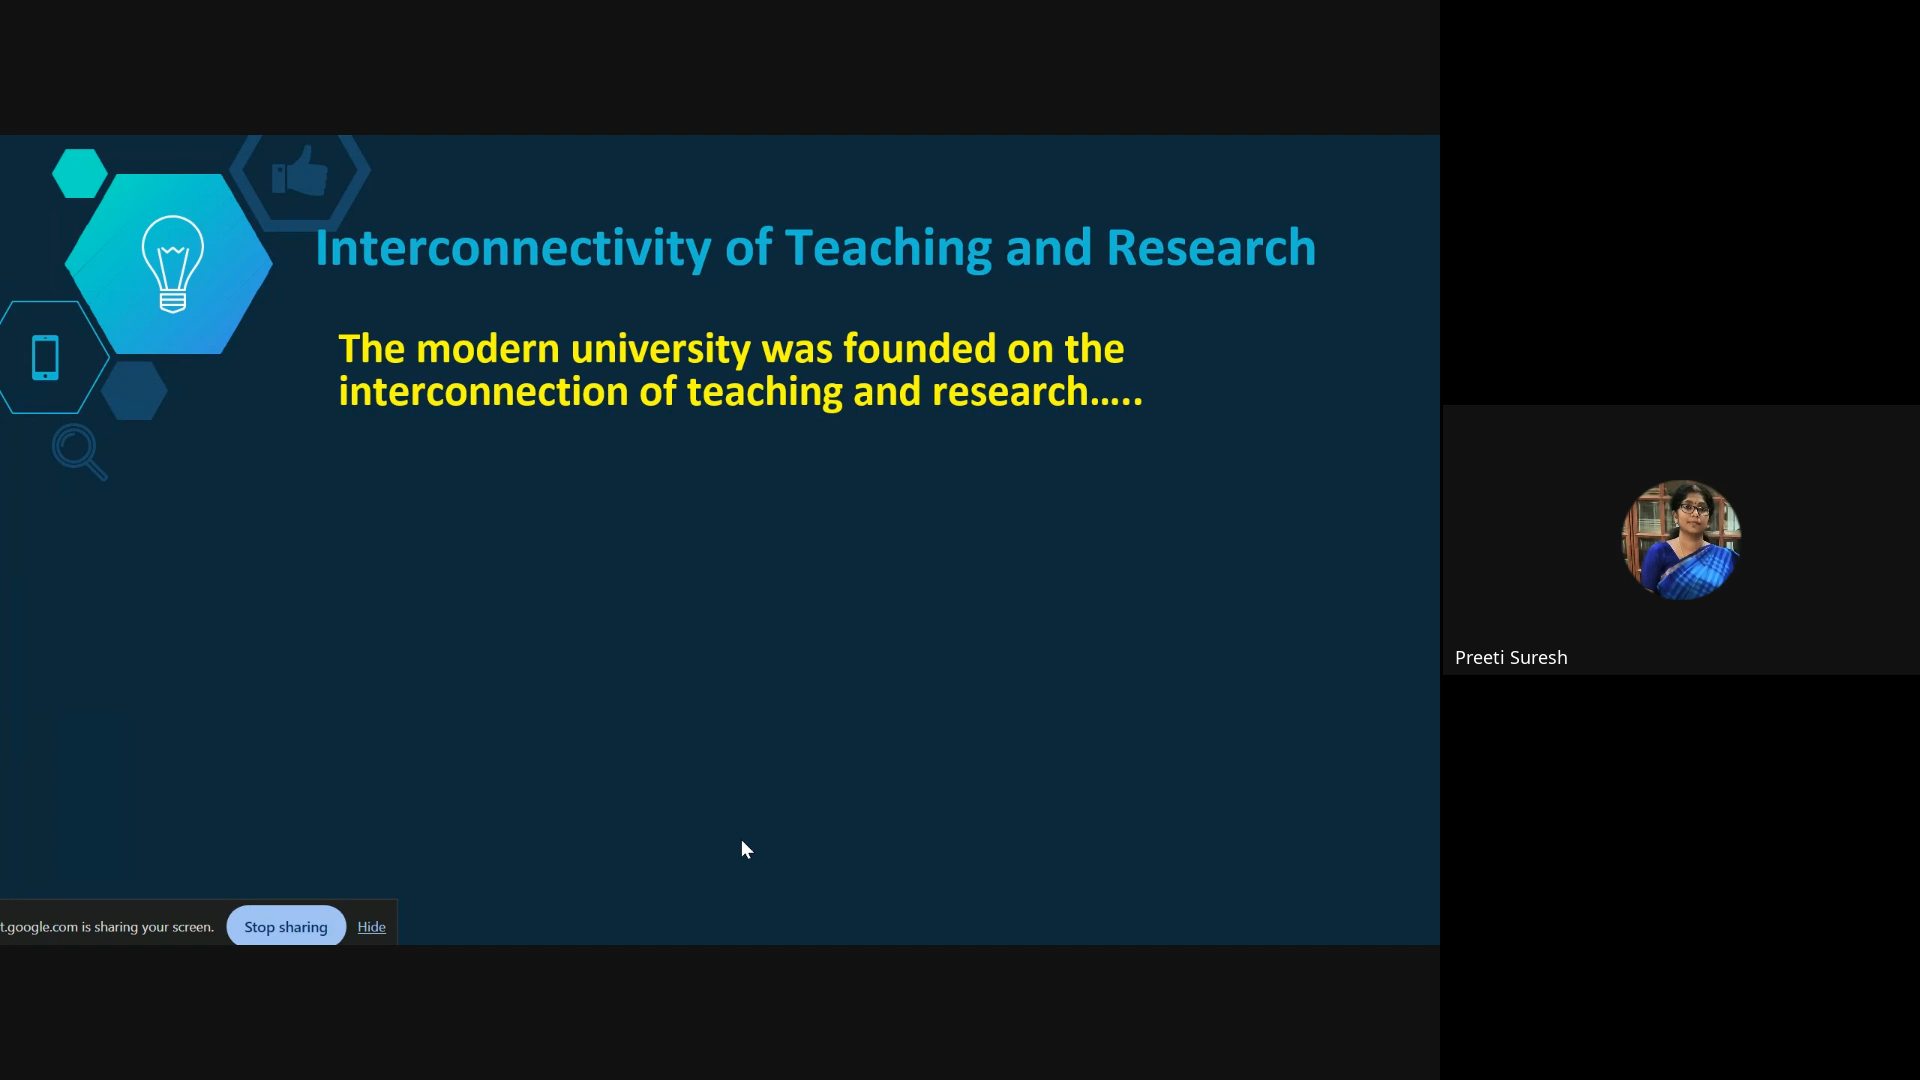 Interconnectivity of Teaching and Research
The modern university was founded on the
interconnection of teaching and research.....
Preeti Suresh
t.google.com is sharing your screen.
Stop sharing
Hide